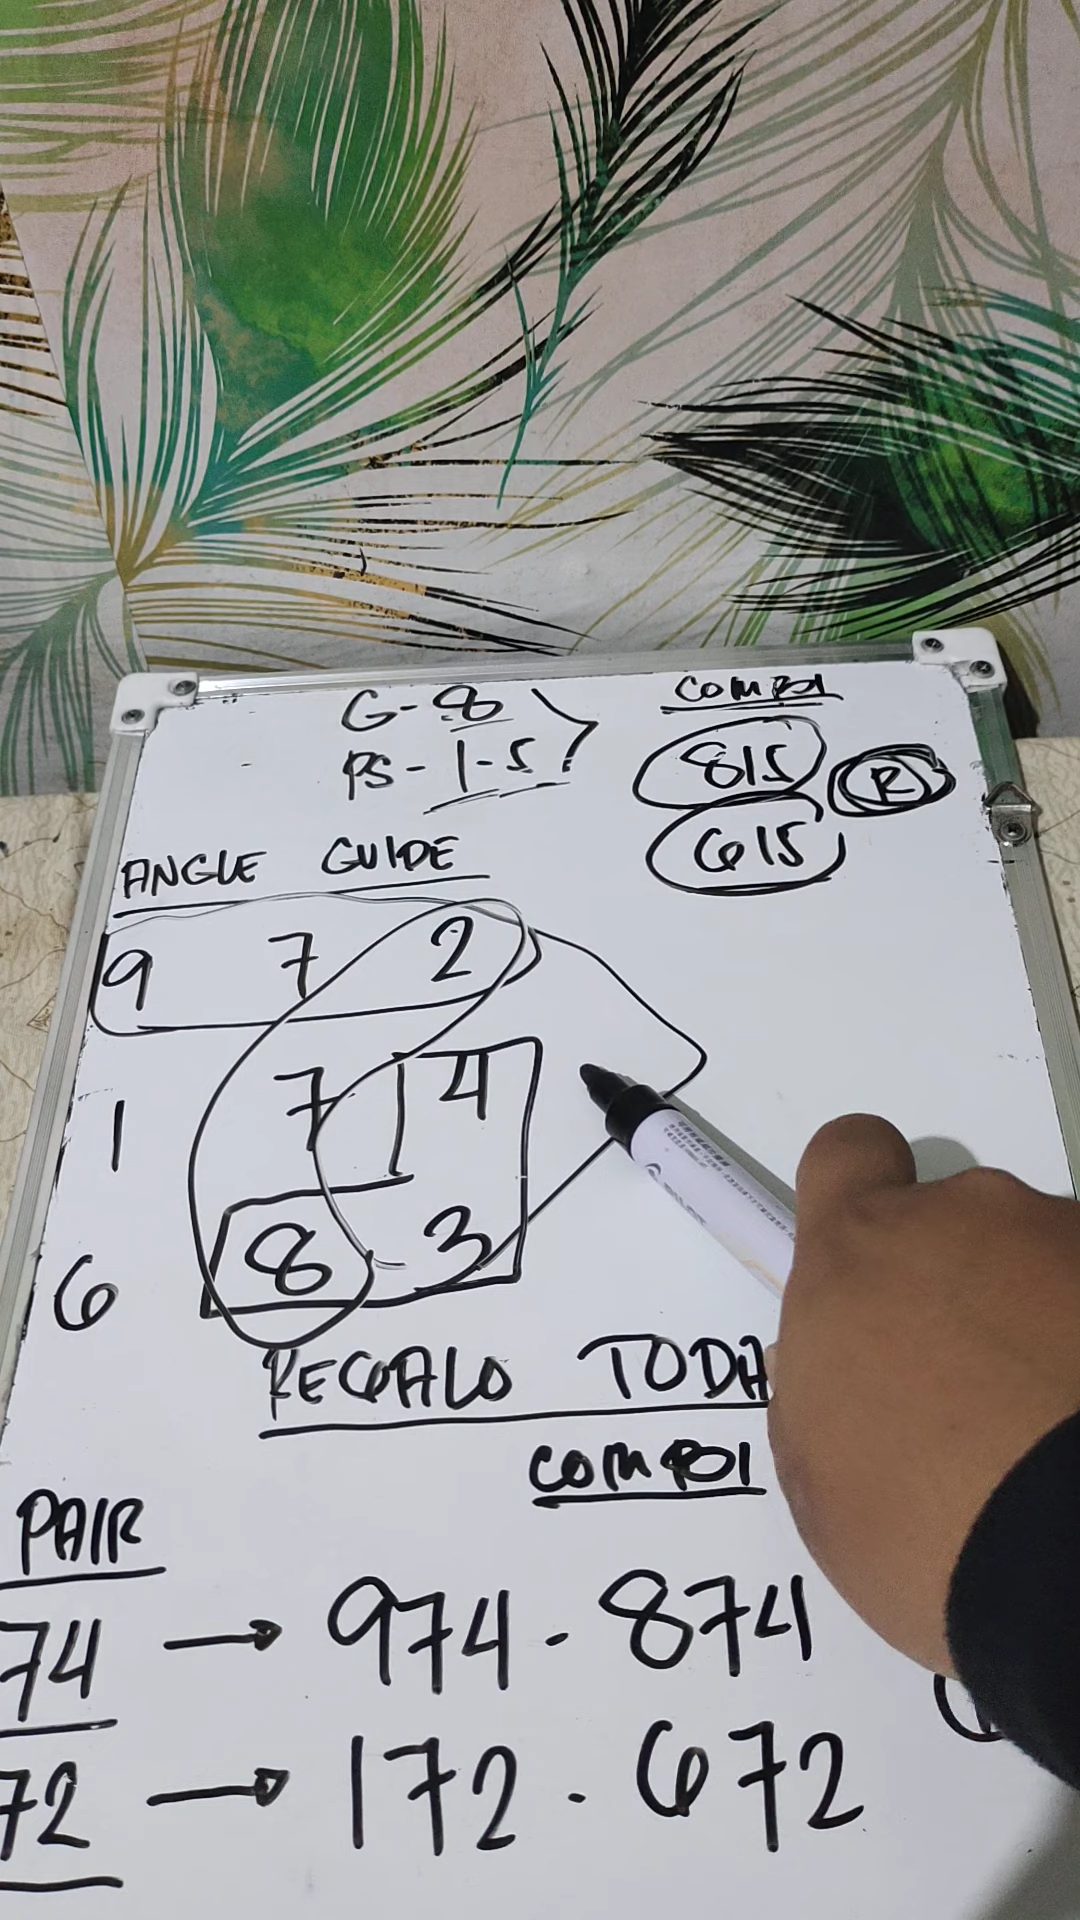 G-8
PS-1-5
COMBI
815
R
615
ANGLE GUIDE
9 7 2
1 7 4
6 8 3
REGALO TODA
COMBI
PAIR
74 → 974 - 874
72 → 172 - 672